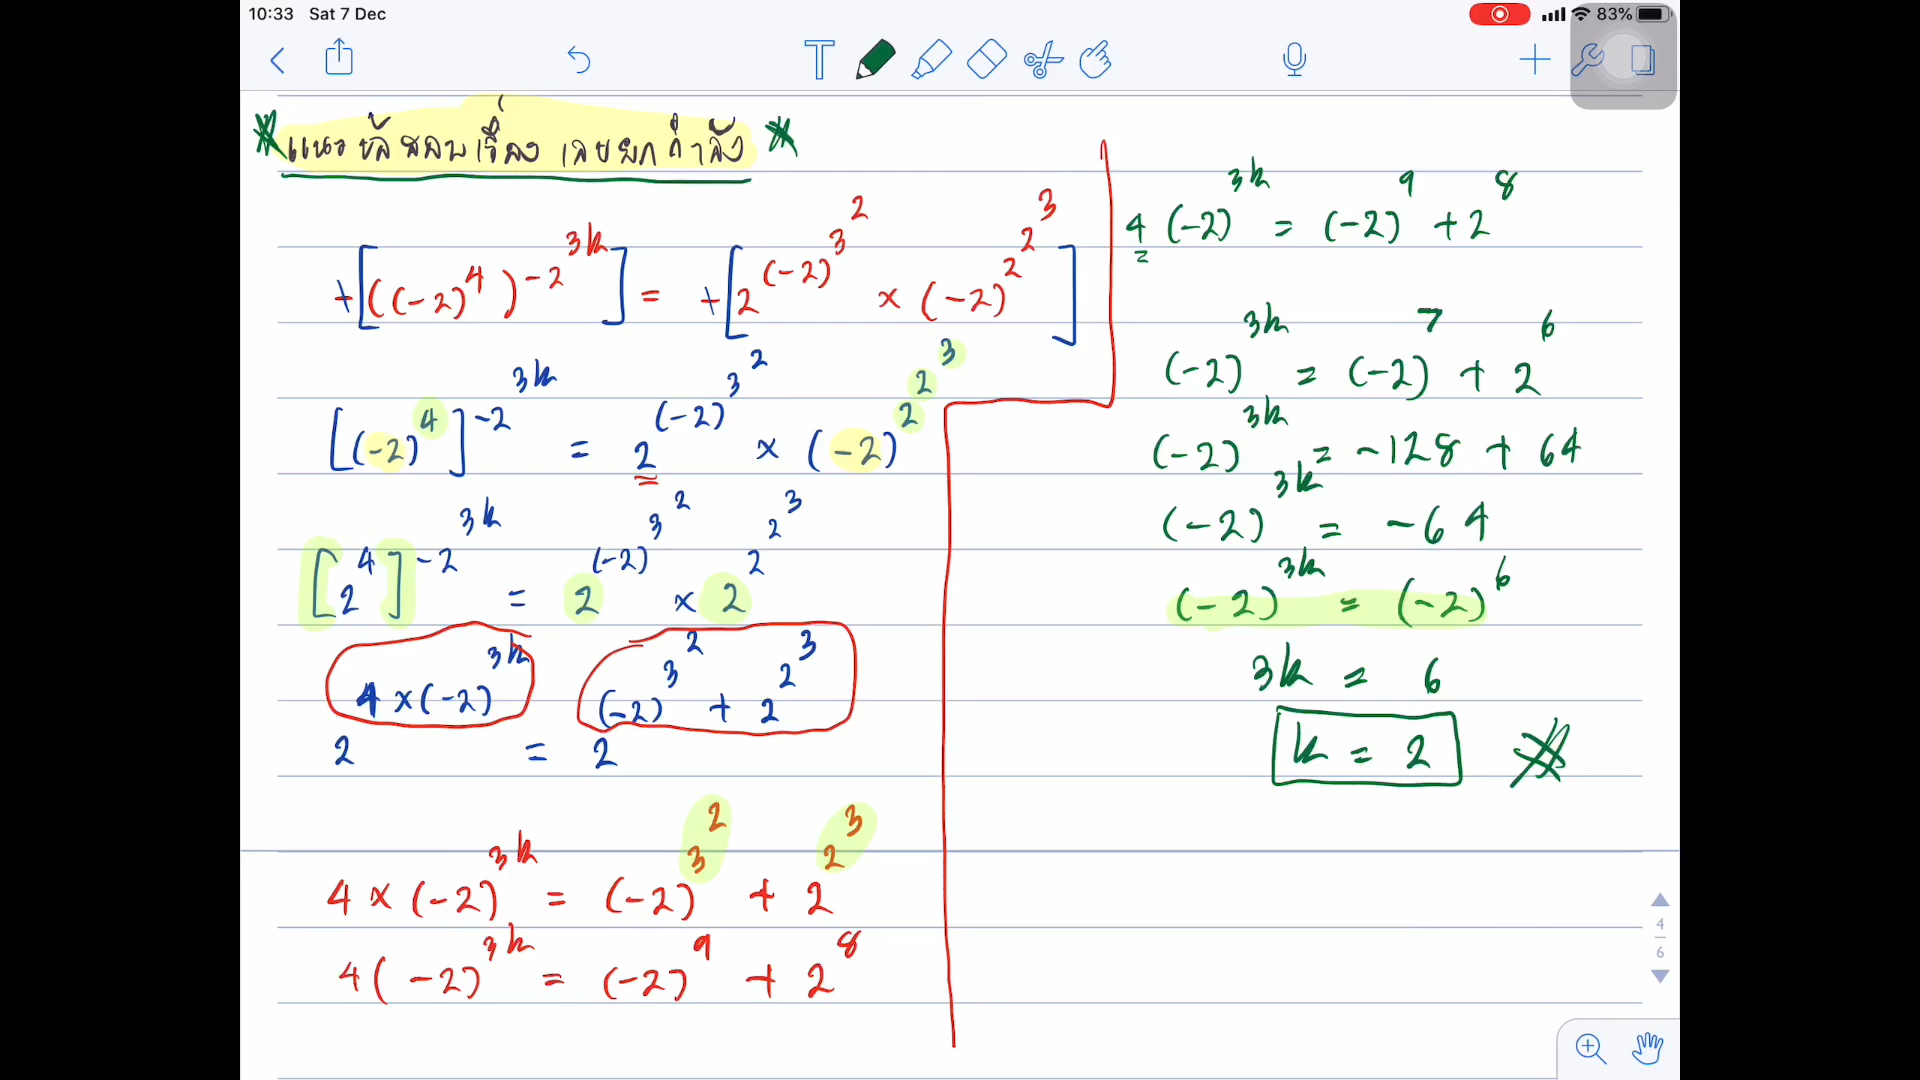 10:33 Sat 7 Dec 83%
แนวข้อสอบเรื่อง เลขยกกำลัง
+[((-2)^4)^{-2^{3k}}] = +[2^{(-2)^{3^2}} × (-2)^{2^{2^3}}]
[(-2)^4]^{-2^{3k}} = 2^{(-2)^{3^2}} × (-2)^{2^{2^3}}
[2^4]^{-2^{3k}} = 2^{(-2)^{3^2}} × 2^{2^{2^3}}
2^{4×(-2)^{3k}} = 2^{(-2)^{3^2} + 2^{2^3}}
4 × (-2)^{3k} = (-2)^{3^2} + 2^{2^3}
4(-2)^{3k} = (-2)^9 + 2^8
4(-2)^{3k} = (-2)^9 + 2^8
(-2)^{3k} = (-2)^7 + 2^6
(-2)^{3k} = -128 + 64
(-2)^{3k} = -64
(-2)^{3k} = (-2)^6
3k = 6
k = 2
4
6